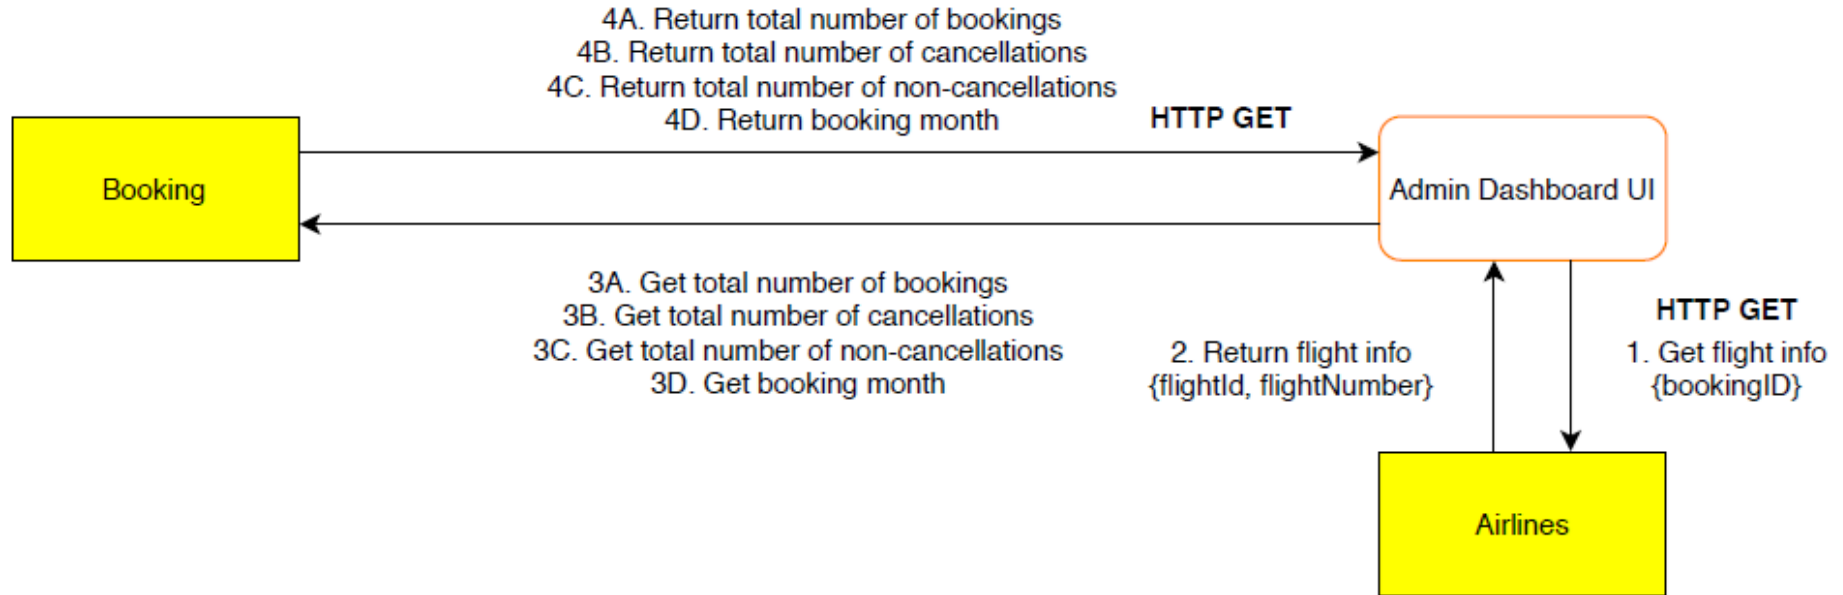 4A. Return total number of bookings
4B. Return total number of cancellations
4C. Return total number of non-cancellations
4D. Return booking month
HTTP GET
Booking
Admin Dashboard UI
3A. Get total number of bookings
3B. Get total number of cancellations
3C. Get total number of non-cancellations
3D. Get booking month
2. Return flight info
{flightId, flightNumber}
HTTP GET
1. Get flight info
{bookingID}
Airlines